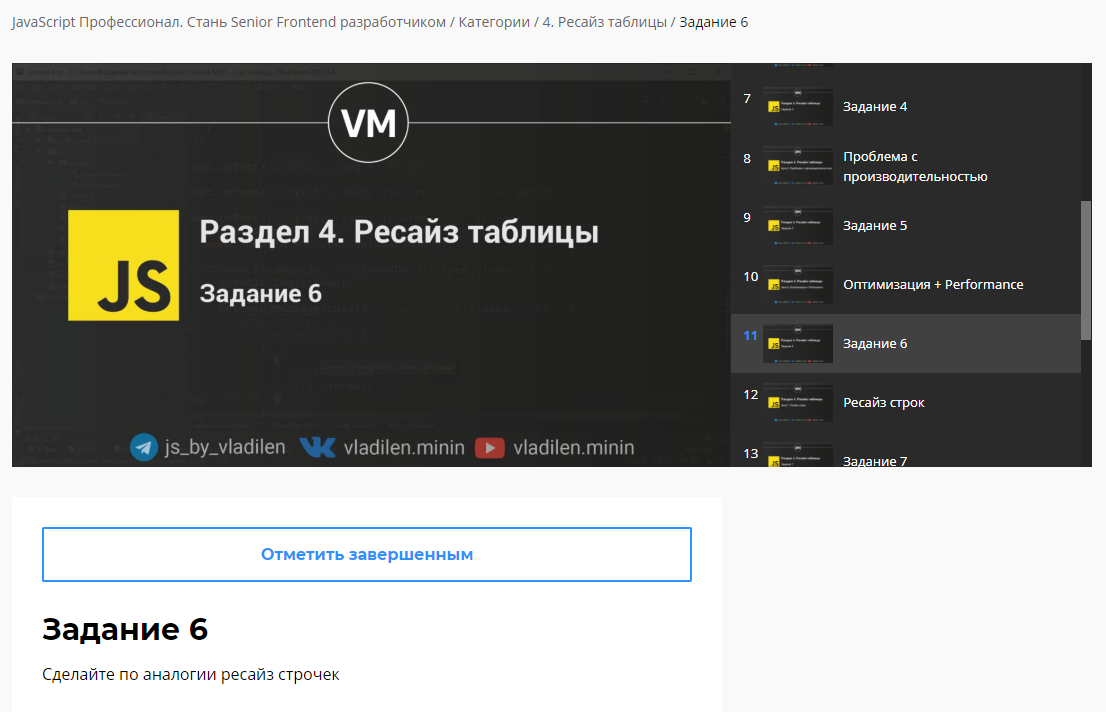 JavaScript Профессионал. Стань Senior Frontend разработчиком / Категории / 4. Ресайз таблицы / Задание 6
VM
Раздел 4. Ресайз таблицы
JS
Задание 6
js_by_vladilen
vladilen.minin
vladilen.minin
7
Задание 4
8
Проблема с
производительностью
9
Задание 5
10
Оптимизация + Performance
11
Задание 6
12
Ресайз строк
13
Задание 7
Отметить завершенным
Задание 6
Сделайте по аналогии ресайз строчек